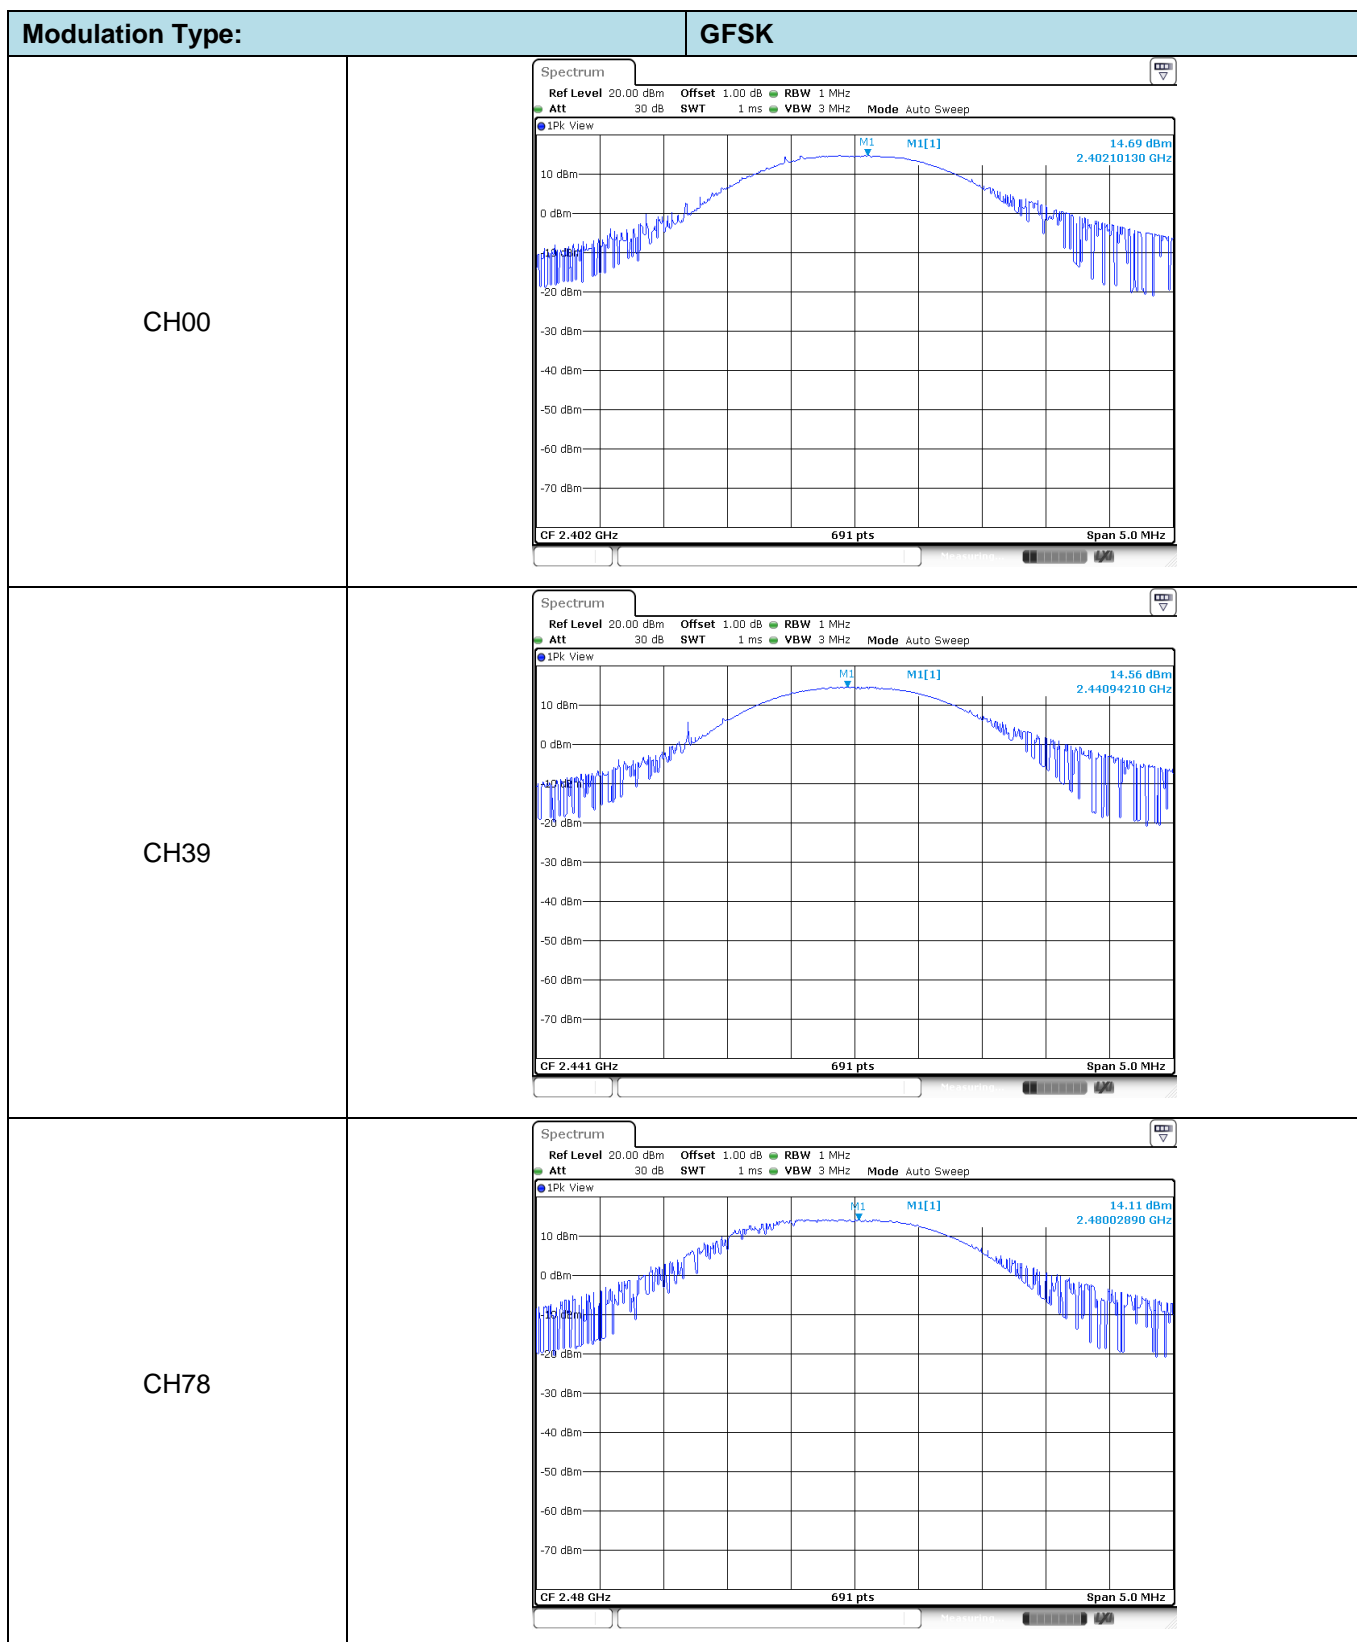 Modulation Type: GFSK
CH00
Spectrum
Ref Level 20.00 dBm Offset 1.00 dB RBW 1 MHz
Att 30 dB SWT 1 ms VBW 3 MHz Mode Auto Sweep
1Pk View
M1 M1[1] 14.69 dBm
2.40210130 GHz
10 dBm
0 dBm
-10 dBm
-20 dBm
-30 dBm
-40 dBm
-50 dBm
-60 dBm
-70 dBm
CF 2.402 GHz 691 pts Span 5.0 MHz
Measuring...
CH39
Spectrum
Ref Level 20.00 dBm Offset 1.00 dB RBW 1 MHz
Att 30 dB SWT 1 ms VBW 3 MHz Mode Auto Sweep
1Pk View
M1 M1[1] 14.56 dBm
2.44094210 GHz
10 dBm
0 dBm
-10 dBm
-20 dBm
-30 dBm
-40 dBm
-50 dBm
-60 dBm
-70 dBm
CF 2.441 GHz 691 pts Span 5.0 MHz
Measuring...
CH78
Spectrum
Ref Level 20.00 dBm Offset 1.00 dB RBW 1 MHz
Att 30 dB SWT 1 ms VBW 3 MHz Mode Auto Sweep
1Pk View
M1 M1[1] 14.11 dBm
2.48002890 GHz
10 dBm
0 dBm
-10 dBm
-20 dBm
-30 dBm
-40 dBm
-50 dBm
-60 dBm
-70 dBm
CF 2.48 GHz 691 pts Span 5.0 MHz
Measuring...